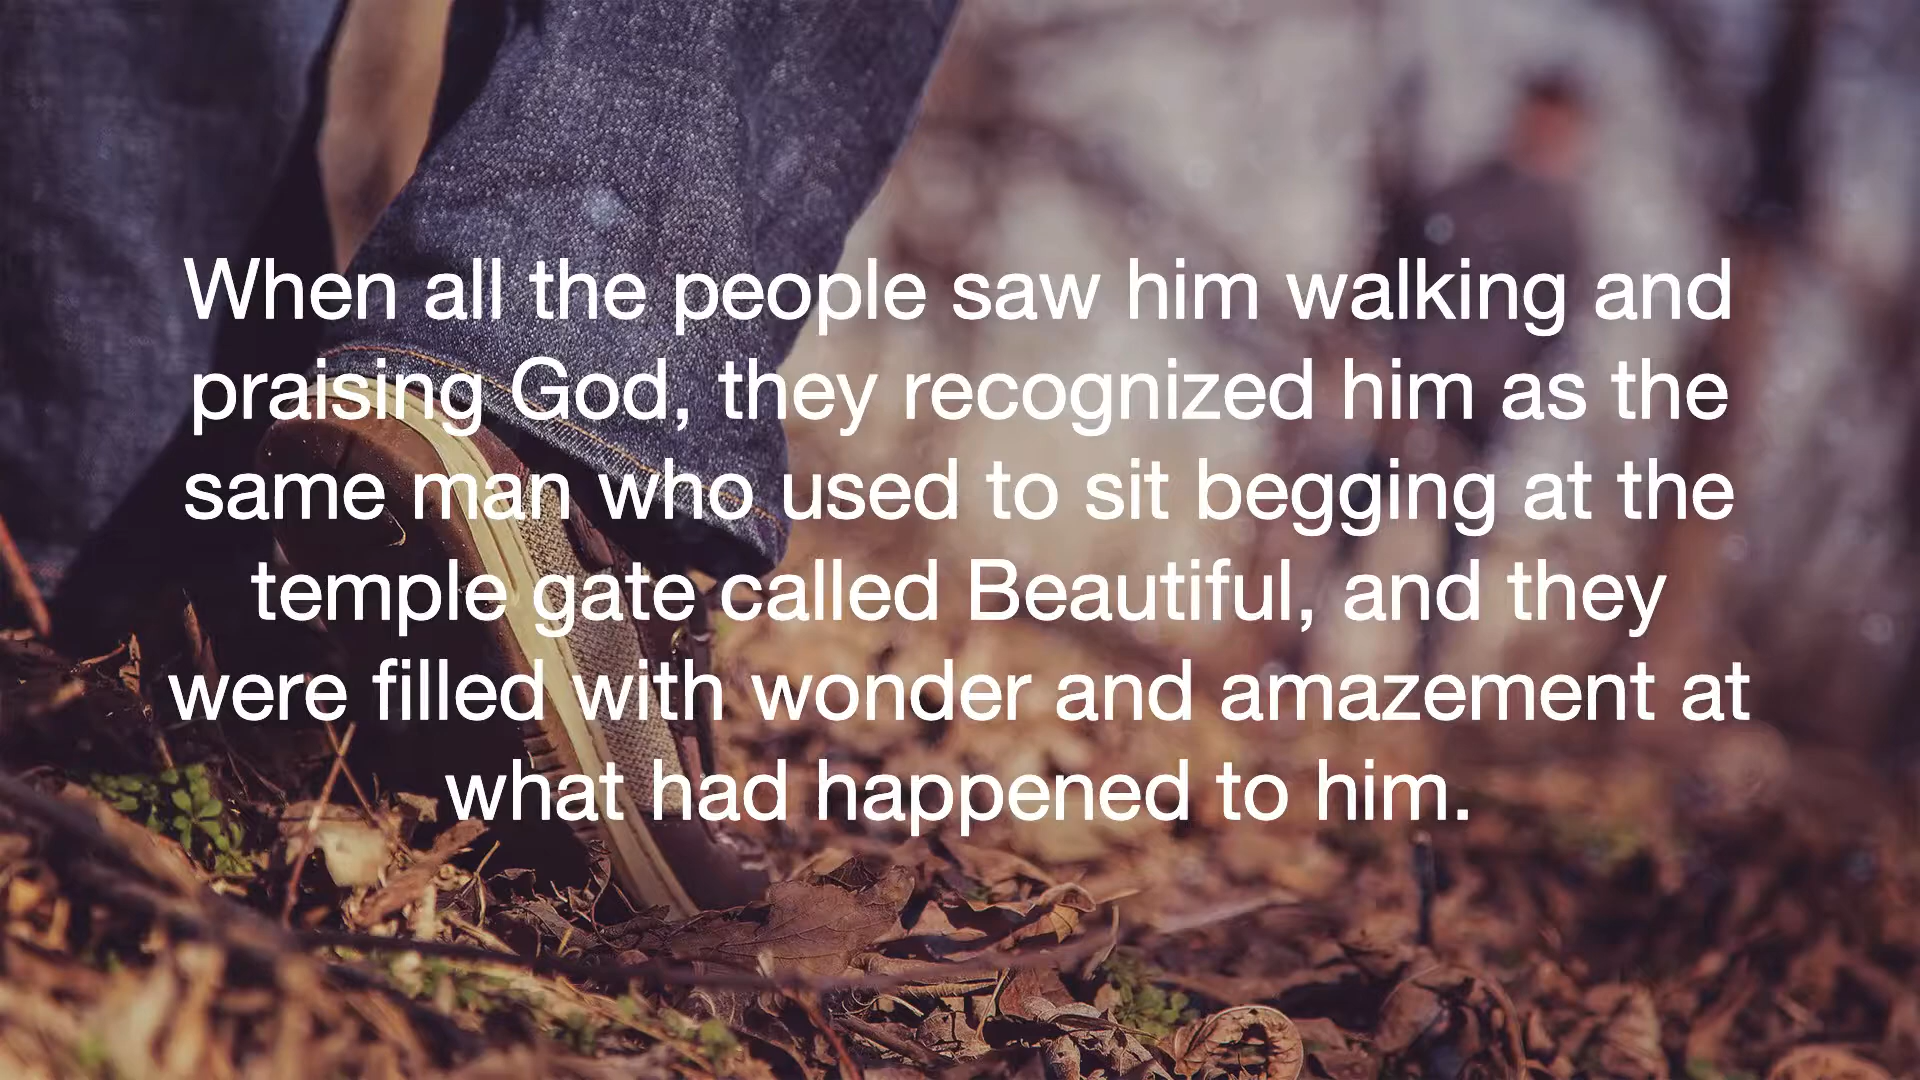 When all the people saw him walking and
praising God, they recognized him as the
same man who used to sit begging at the
temple gate called Beautiful, and they
were filled with wonder and amazement at
what had happened to him.